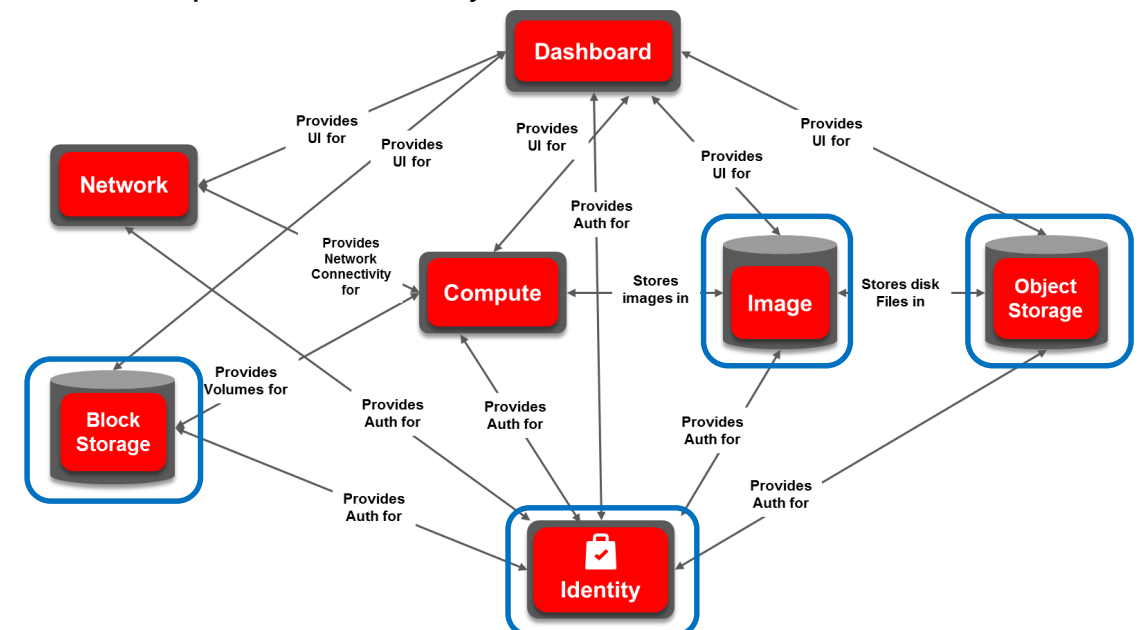 Dashboard
Provides
UI for
Provides
UI for
Provides
UI for
Provides
UI for
Provides
UI for
Network
Provides
Auth for
Provides
Network
Connectivity
for
Compute
Stores
images in
Image
Stores disk
Files in
Object
Storage
Provides
Volumes for
Block
Storage
Provides
Auth for
Provides
Auth for
Provides
Auth for
Provides
Auth for
Provides
Auth for
Identity